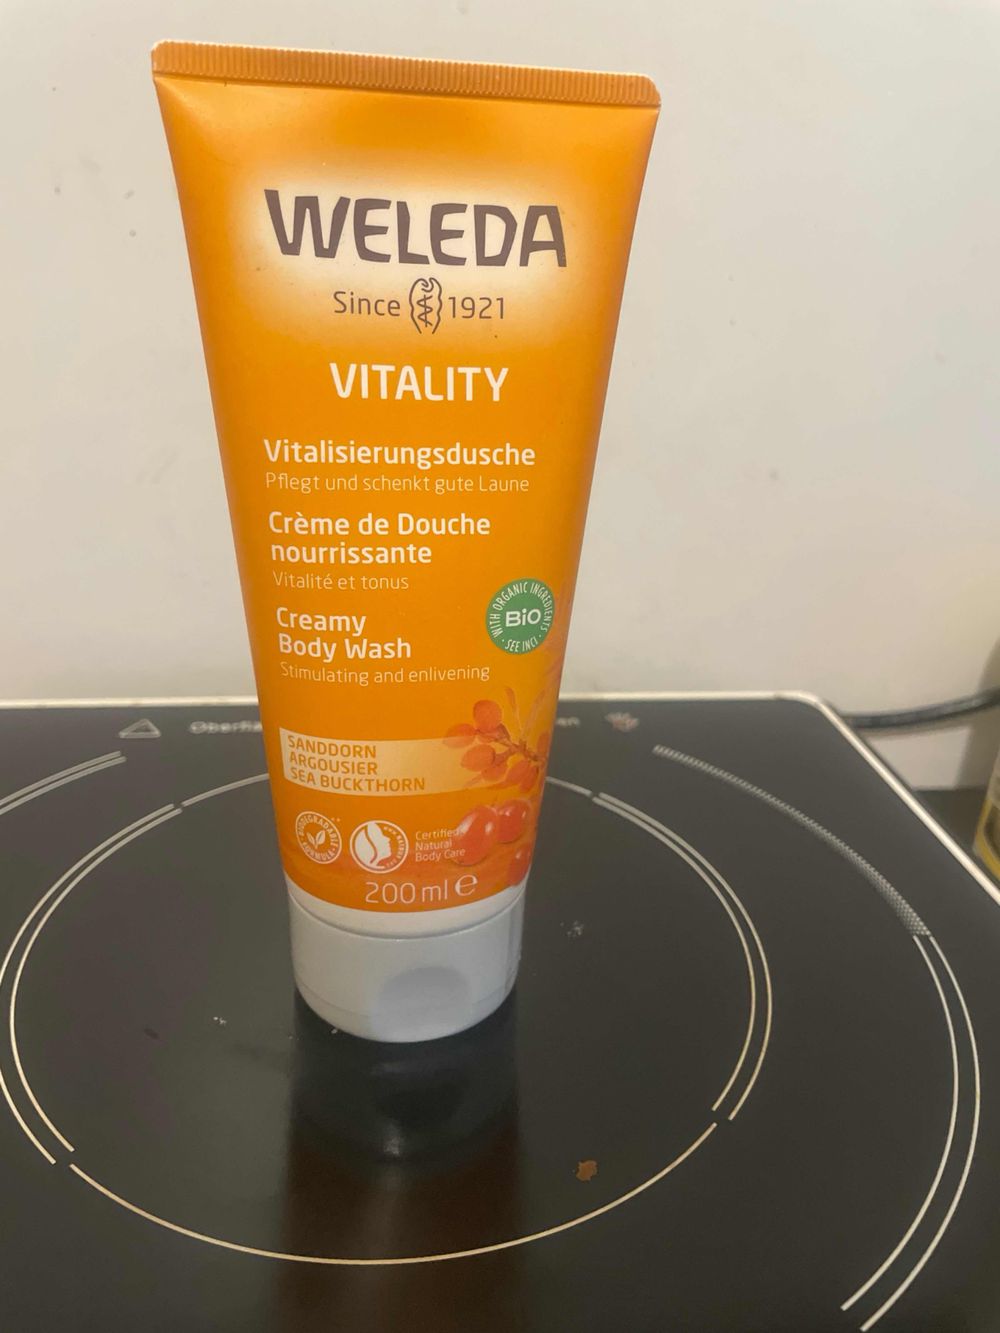 WELEDA
Since 1921
VITALITY
Vitalisierungsdusche
Pflegt und schenkt gute Laune
Crème de Douche
nourrissante
Vitalité et tonus
Creamy
Body Wash
Stimulating and enlivening
WITH ORGANIC INGREDIENTS
BiO
· SEE INCI ·
SANDDORN
ARGOUSIER
SEA BUCKTHORN
BIODEGRADABLE
FORMULA
Certified
Natural
Body Care
200 ml e